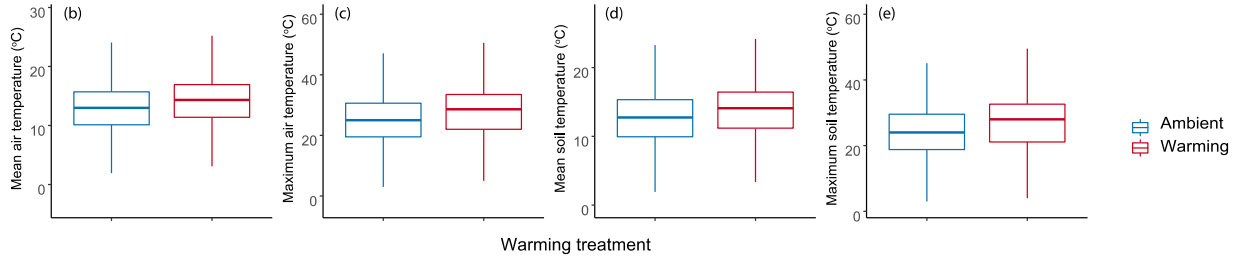 (b)
Mean air temperature (°C)
30
20
10
0
(c)
Maximum air temperature (°C)
60
40
20
0
(d)
Mean soil temperature (°C)
20
10
0
(e)
Maximum soil temperature (°C)
60
40
20
0
Ambient
Warming
Warming treatment